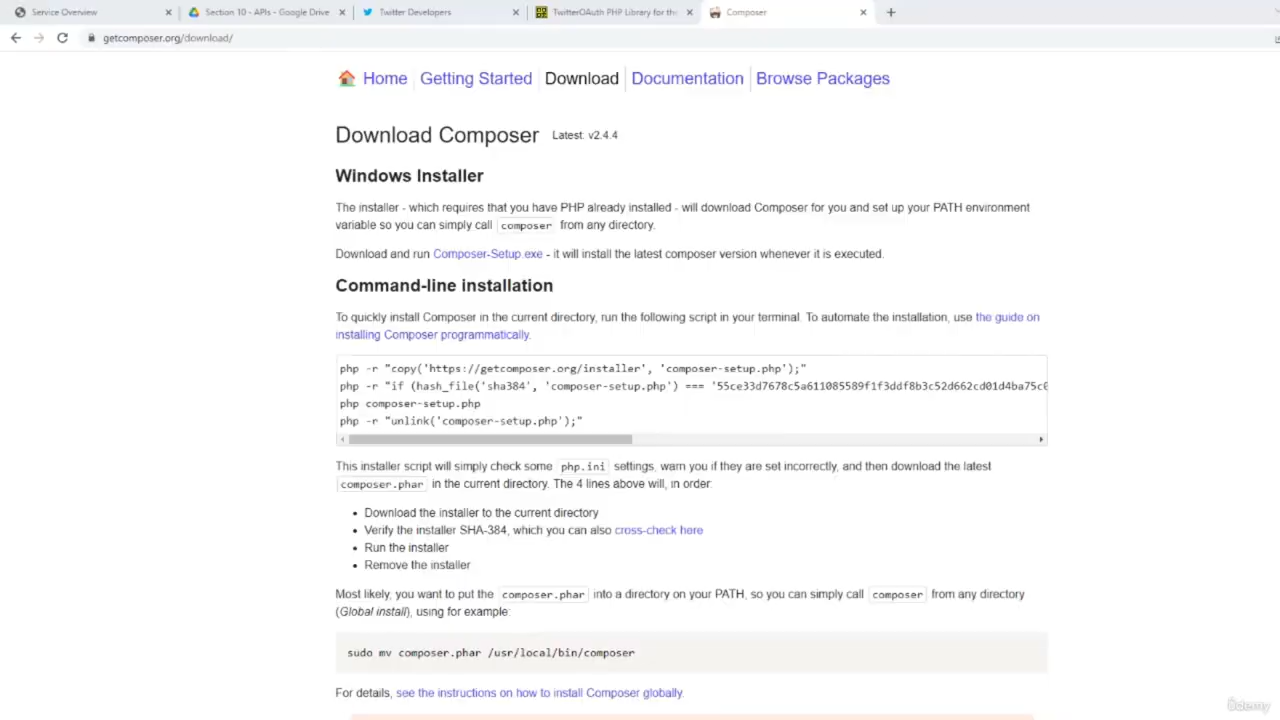 Service Overview
Section 10 - APIs - Google Drive
Twitter Developers
TwitterOAuth PHP Library for the
Composer
getcomposer.org/download/
Home
Getting Started
Download
Documentation
Browse Packages
Download Composer Latest: v2.4.4
Windows Installer
The installer - which requires that you have PHP already installed - will download Composer for you and set up your PATH environment
variable so you can simply call composer from any directory.
Download and run Composer-Setup.exe - it will install the latest composer version whenever it is executed.
Command-line installation
To quickly install Composer in the current directory, run the following script in your terminal. To automate the installation, use the guide on
installing Composer programmatically.
php -r "copy('https://getcomposer.org/installer', 'composer-setup.php');"
php -r "if (hash_file('sha384', 'composer-setup.php') === '55ce33d7678c5a611085589f1f3ddf8b3c52d662cd01d4ba75c0
php composer-setup.php
php -r "unlink('composer-setup.php');"
This installer script will simply check some php.ini settings, warn you if they are set incorrectly, and then download the latest
composer.phar in the current directory. The 4 lines above will, in order:
• Download the installer to the current directory
• Verify the installer SHA-384, which you can also cross-check here
• Run the installer
• Remove the installer
Most likely, you want to put the composer.phar into a directory on your PATH, so you can simply call composer from any directory
(Global install), using for example:
sudo mv composer.phar /usr/local/bin/composer
For details, see the instructions on how to install Composer globally.
Udemy